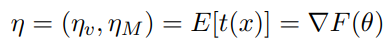 η = (η_v, η_M) = E[t(x)] = ∇F(θ)